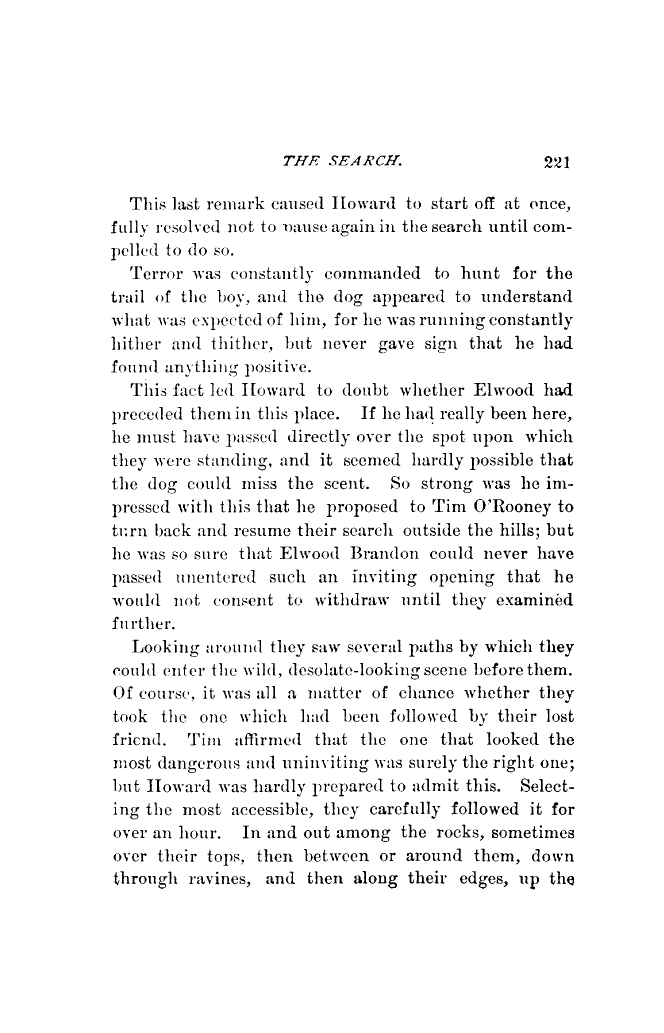 THE SEARCH. 221
This last remark caused Howard to start off at once,
fully resolved not to pause again in the search until com-
pelled to do so.
Terror was constantly commanded to hunt for the
trail of the boy, and the dog appeared to understand
what was expected of him, for he was running constantly
hither and thither, but never gave sign that he had
found anything positive.
This fact led Howard to doubt whether Elwood had
preceded them in this place. If he had really been here,
he must have passed directly over the spot upon which
they were standing, and it seemed hardly possible that
the dog could miss the scent. So strong was he im-
pressed with this that he proposed to Tim O'Rooney to
turn back and resume their search outside the hills; but
he was so sure that Elwood Brandon could never have
passed unentered such an inviting opening that he
would not consent to withdraw until they examined
further.
Looking around they saw several paths by which they
could enter the wild, desolate-looking scene before them.
Of course, it was all a matter of chance whether they
took the one which had been followed by their lost
friend. Tim affirmed that the one that looked the
most dangerous and uninviting was surely the right one;
but Howard was hardly prepared to admit this. Select-
ing the most accessible, they carefully followed it for
over an hour. In and out among the rocks, sometimes
over their tops, then between or around them, down
through ravines, and then along their edges, up the